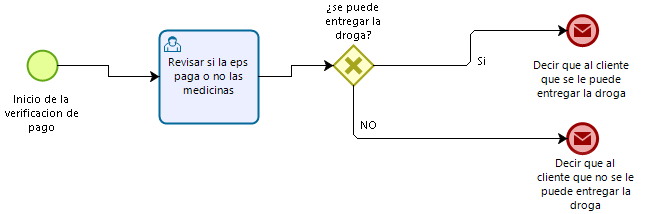 Inicio de la
verificacion de
pago
Revisar si la eps
paga o no las
medicinas
¿se puede
entregar la
droga?
Si
NO
Decir que al cliente
que se le puede
entregar la droga
Decir que al
cliente que no se le
puede entregar la
droga